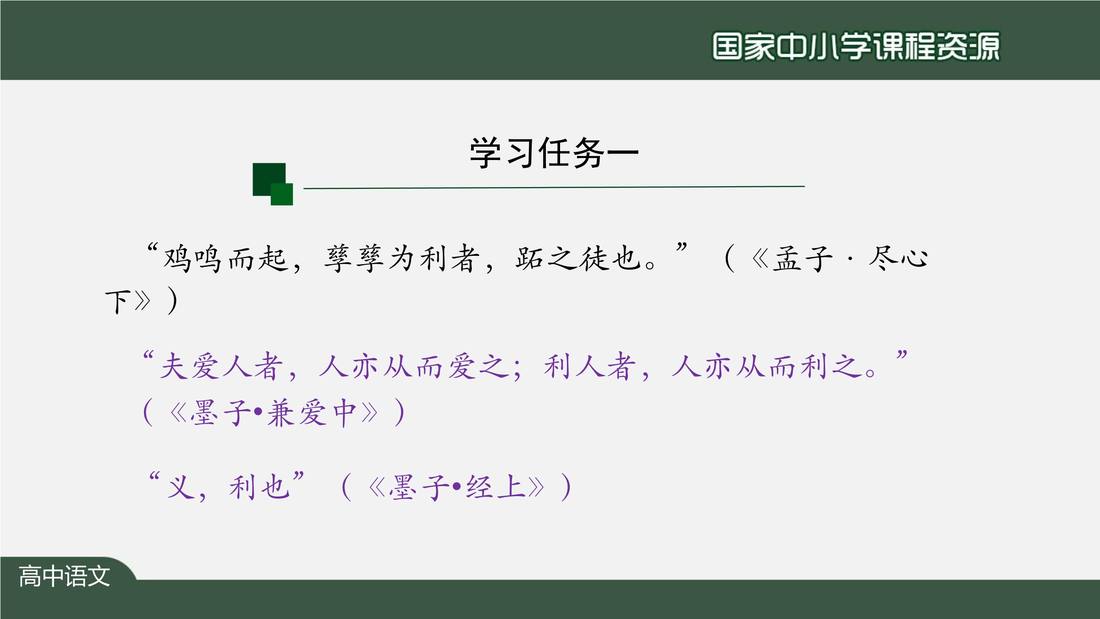 国家中小学课程资源
学习任务一
“鸡鸣而起，孳孳为利者，跖之徒也。”（《孟子·尽心
下》）
“夫爱人者，人亦从而爱之；利人者，人亦从而利之。”
（《墨子•兼爱中》）
“义，利也”（《墨子•经上》）
高中语文